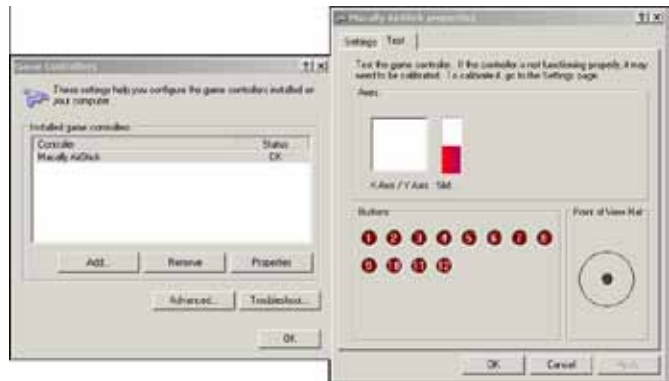 Game Controllers
These settings help you configure the game controllers installed on
your computer.
Installed game controllers
Controller Status
Macally AirStick OK
Add... Remove Properties
Advanced... Troubleshoot...
OK
Macally AirStick properties
Settings Test
Test the game controller. If the controller is not functioning properly, it may
need to be calibrated. To calibrate it, go to the Settings page.
Axes
X Axis / Y Axis
Buttons
Point of View Hat
1 2 3 4 5 6 7 8
9 10 11 12
OK Cancel Apply